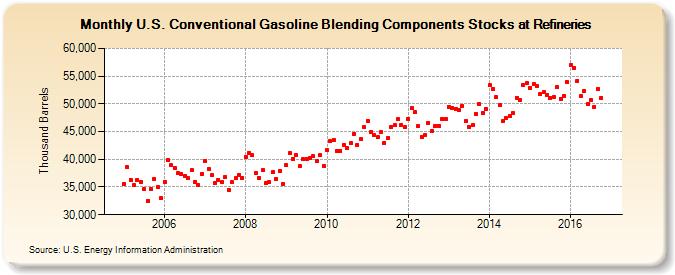 Monthly U.S. Conventional Gasoline Blending Components Stocks at Refineries
Thousand Barrels
60,000
55,000
50,000
45,000
40,000
35,000
30,000
2006 2008 2010 2012 2014 2016
Source: U.S. Energy Information Administration